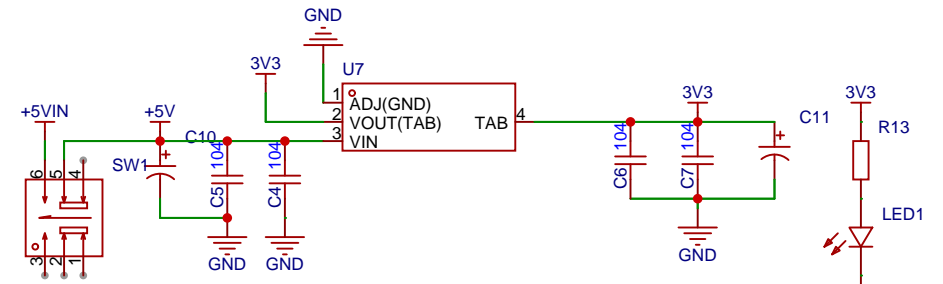 GND
3V3
U7
+5VIN
+5V
C10
1
ADJ(GND)
2
VOUT(TAB)
TAB
4
3
VIN
3V3
C11
3V3
R13
SW1
104
104
104
104
6
5
4
C5
C4
C6
C7
LED1
3
2
1
GND
GND
GND